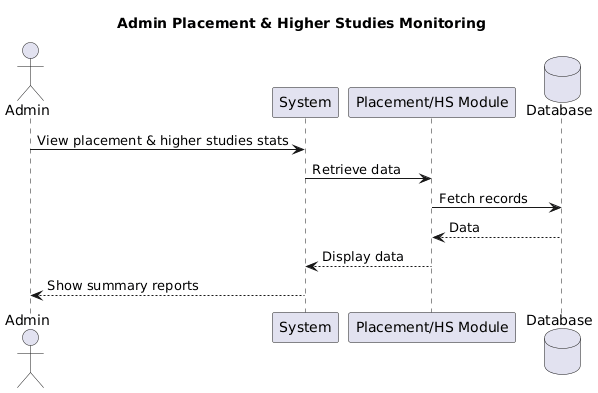 Admin Placement & Higher Studies Monitoring
Admin
System
Placement/HS Module
Database
View placement & higher studies stats
Retrieve data
Fetch records
Data
Display data
Show summary reports
Admin
System
Placement/HS Module
Database